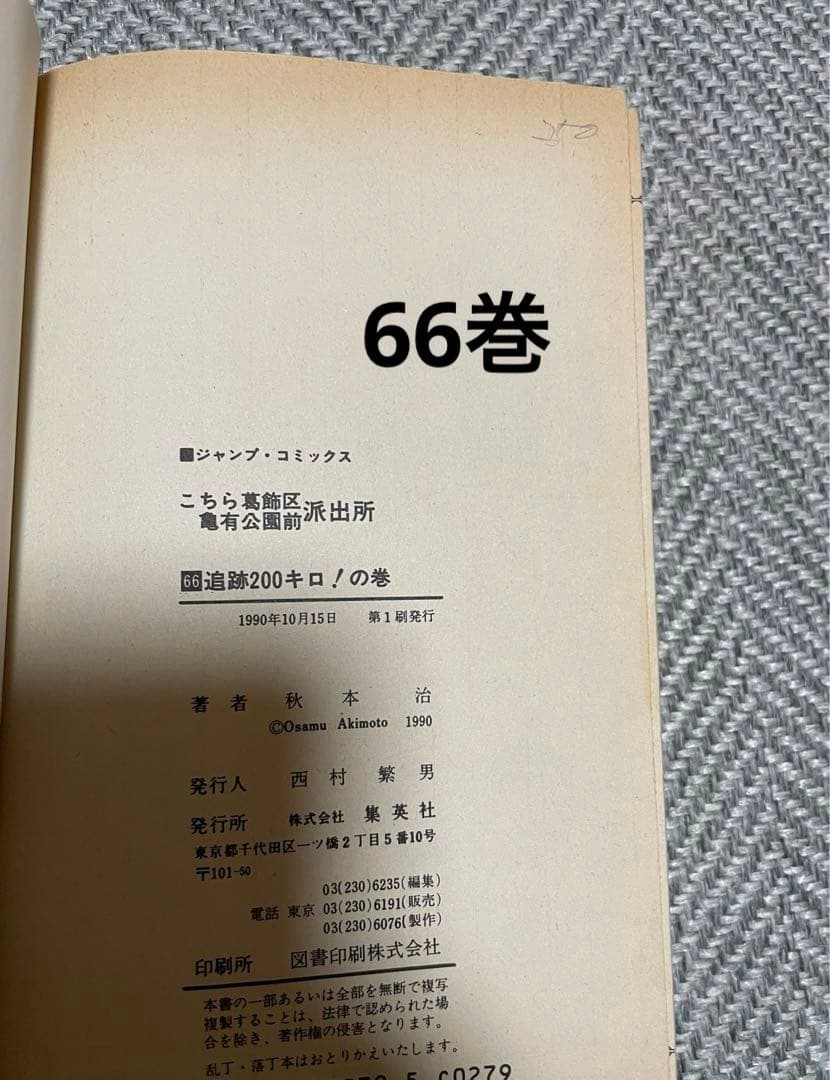 350
66巻
■ジャンプ・コミックス
こちら葛飾区
亀有公園前派出所
66追跡200キロ!の巻
1990年10月15日 第1刷発行
著者 秋本 治
©Osamu Akimoto 1990
発行人 西村繁男
発行所 株式会社 集英社
東京都千代田区一ツ橋2丁目5番10号
〒101-50
03(230)6235(編集)
電話 東京 03(230)6191(販売)
03(230)6076(製作)
印刷所 図書印刷株式会社
本書の一部あるいは全部を無断で複写
複製することは、法律で認められた場
合を除き、著作権の侵害となります。
乱丁・落丁本はおとりかえいたします。
C0279